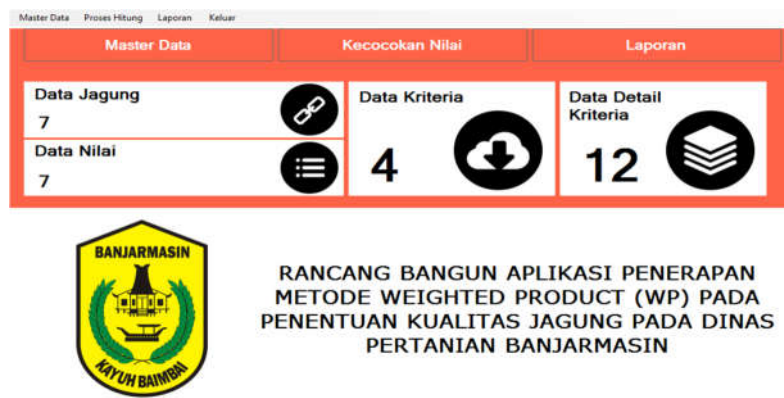 Master Data Proses Hitung Laporan Keluar
Master Data Kecocokan Nilai Laporan
Data Jagung
7
Data Nilai
7
Data Kriteria
4
Data Detail
Kriteria
12
BANJARMASIN
KAYUH BAIMBAI
RANCANG BANGUN APLIKASI PENERAPAN
METODE WEIGHTED PRODUCT (WP) PADA
PENENTUAN KUALITAS JAGUNG PADA DINAS
PERTANIAN BANJARMASIN